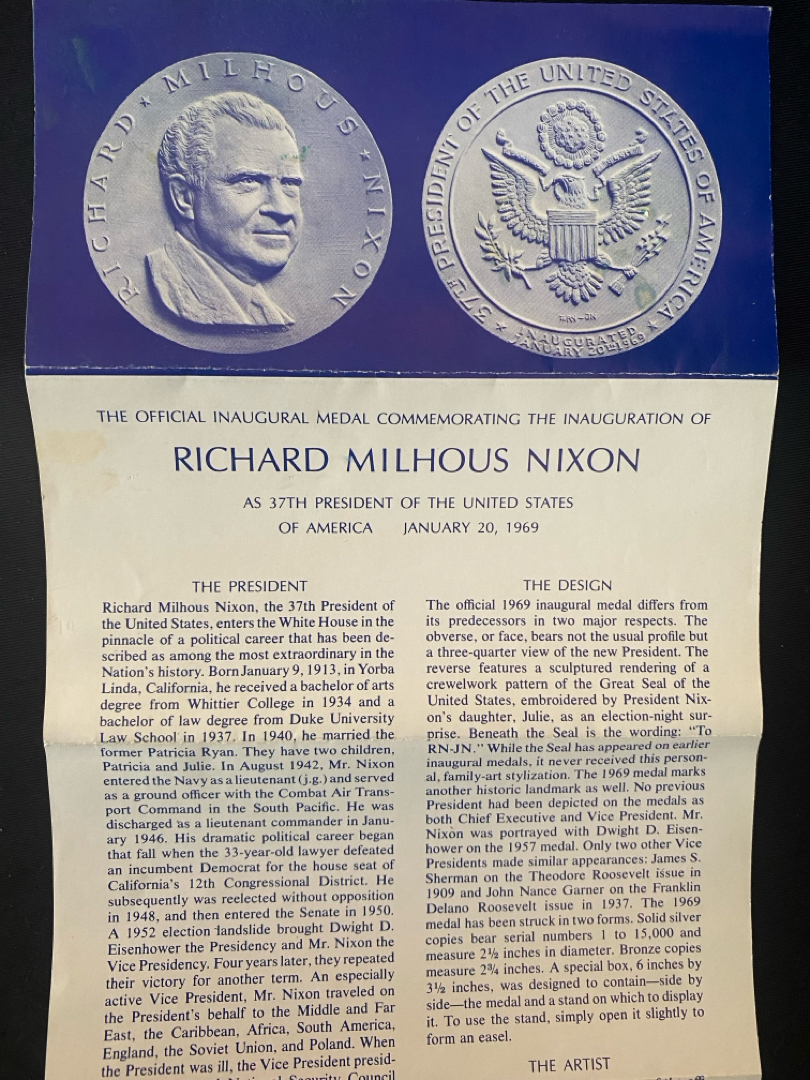 RICHARD ★ MILHOUS ★ NIXON
37TH PRESIDENT OF THE UNITED STATES OF AMERICA
INAUGURATED
JANUARY 20TH 1969
THE OFFICIAL INAUGURAL MEDAL COMMEMORATING THE INAUGURATION OF
RICHARD MILHOUS NIXON
AS 37TH PRESIDENT OF THE UNITED STATES
OF AMERICA JANUARY 20, 1969
THE PRESIDENT
Richard Milhous Nixon, the 37th President of
the United States, enters the White House in the
pinnacle of a political career that has been de-
scribed as among the most extraordinary in the
Nation's history. Born January 9, 1913, in Yorba
Linda, California, he received a bachelor of arts
degree from Whittier College in 1934 and a
bachelor of law degree from Duke University
Law School in 1937. In 1940, he married the
former Patricia Ryan. They have two children,
Patricia and Julie. In August 1942, Mr. Nixon
entered the Navy as a lieutenant (j.g.) and served
as a ground officer with the Combat Air Trans-
port Command in the South Pacific. He was
discharged as a lieutenant commander in Janu-
ary 1946. His dramatic political career began
that fall when the 33-year-old lawyer defeated
an incumbent Democrat for the house seat of
California's 12th Congressional District. He
subsequently was reelected without opposition
in 1948, and then entered the Senate in 1950.
A 1952 election landslide brought Dwight D.
Eisenhower the Presidency and Mr. Nixon the
Vice Presidency. Four years later, they repeated
their victory for another term. An especially
active Vice President, Mr. Nixon traveled on
the President's behalf to the Middle and Far
East, the Caribbean, Africa, South America,
England, the Soviet Union, and Poland. When
the President was ill, the Vice President presid-
National Security Council
THE DESIGN
The official 1969 inaugural medal differs from
its predecessors in two major respects. The
obverse, or face, bears not the usual profile but
a three-quarter view of the new President. The
reverse features a sculptured rendering of a
crewelwork pattern of the Great Seal of the
United States, embroidered by President Nix-
on's daughter, Julie, as an election-night sur-
prise. Beneath the Seal is the wording: "To
RN-JN." While the Seal has appeared on earlier
inaugural medals, it never received this person-
al, family-art stylization. The 1969 medal marks
another historic landmark as well. No previous
President had been depicted on the medals as
both Chief Executive and Vice President. Mr.
Nixon was portrayed with Dwight D. Eisen-
hower on the 1957 medal. Only two other Vice
Presidents made similar appearances: James S.
Sherman on the Theodore Roosevelt issue in
1909 and John Nance Garner on the Franklin
Delano Roosevelt issue in 1937. The 1969
medal has been struck in two forms. Solid silver
copies bear serial numbers 1 to 15,000 and
measure 2½ inches in diameter. Bronze copies
measure 2¾ inches. A special box, 6 inches by
3½ inches, was designed to contain—side by
side—the medal and a stand on which to display
it. To use the stand, simply open it slightly to
form an easel.
THE ARTIST